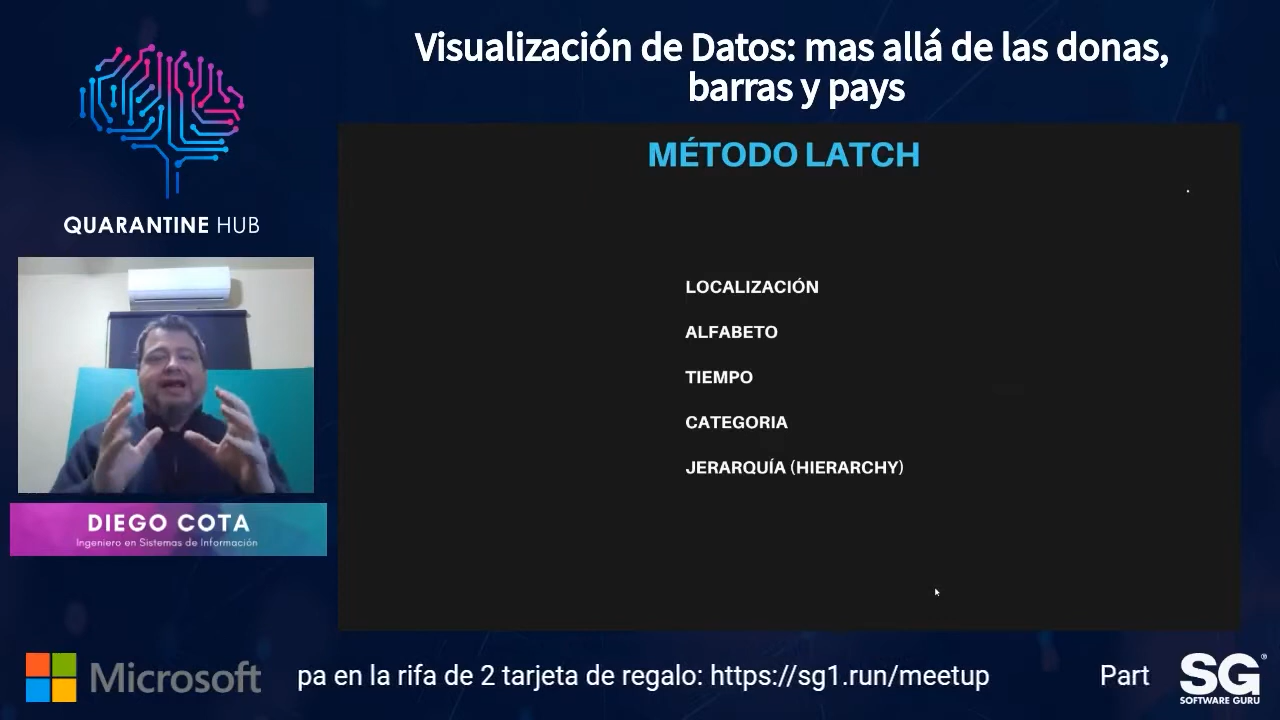 Visualización de Datos: mas allá de las donas,
barras y pays
QUARANTINE HUB
MÉTODO LATCH
LOCALIZACIÓN
ALFABETO
TIEMPO
CATEGORIA
JERARQUÍA (HIERARCHY)
DIEGO COTA
Ingeniero en Sistemas de Información
Microsoft
pa en la rifa de 2 tarjeta de regalo: https://sg1.run/meetup
Part
SG
SOFTWARE GURU